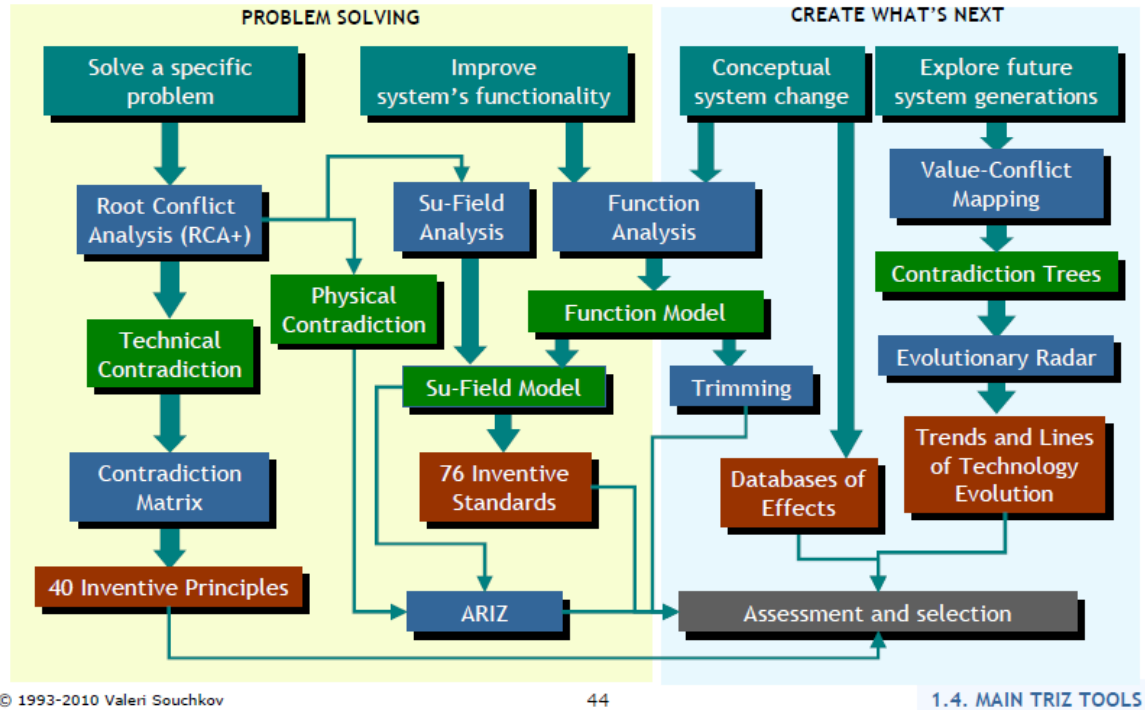 PROBLEM SOLVING
CREATE WHAT'S NEXT
Solve a specific
problem
Improve
system's functionality
Conceptual
system change
Explore future
system generations
Root Conflict
Analysis (RCA+)
Su-Field
Analysis
Function
Analysis
Value-Conflict
Mapping
Physical
Contradiction
Function Model
Contradiction Trees
Technical
Contradiction
Su-Field Model
Trimming
Evolutionary Radar
Contradiction
Matrix
76 Inventive
Standards
Databases of
Effects
Trends and Lines
of Technology
Evolution
40 Inventive Principles
ARIZ
Assessment and selection
© 1993-2010 Valeri Souchkov
44
1.4. MAIN TRIZ TOOLS